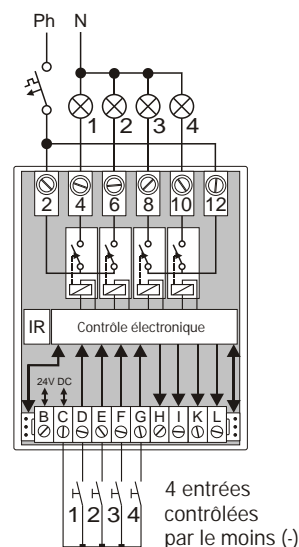 Ph N
1 2 3 4
2 4 6 8 10 12
IR Contrôle électronique
24V DC
B C D E F G H I K L
1 2 3 4
4 entrées
contrôlées
par le moins (-)